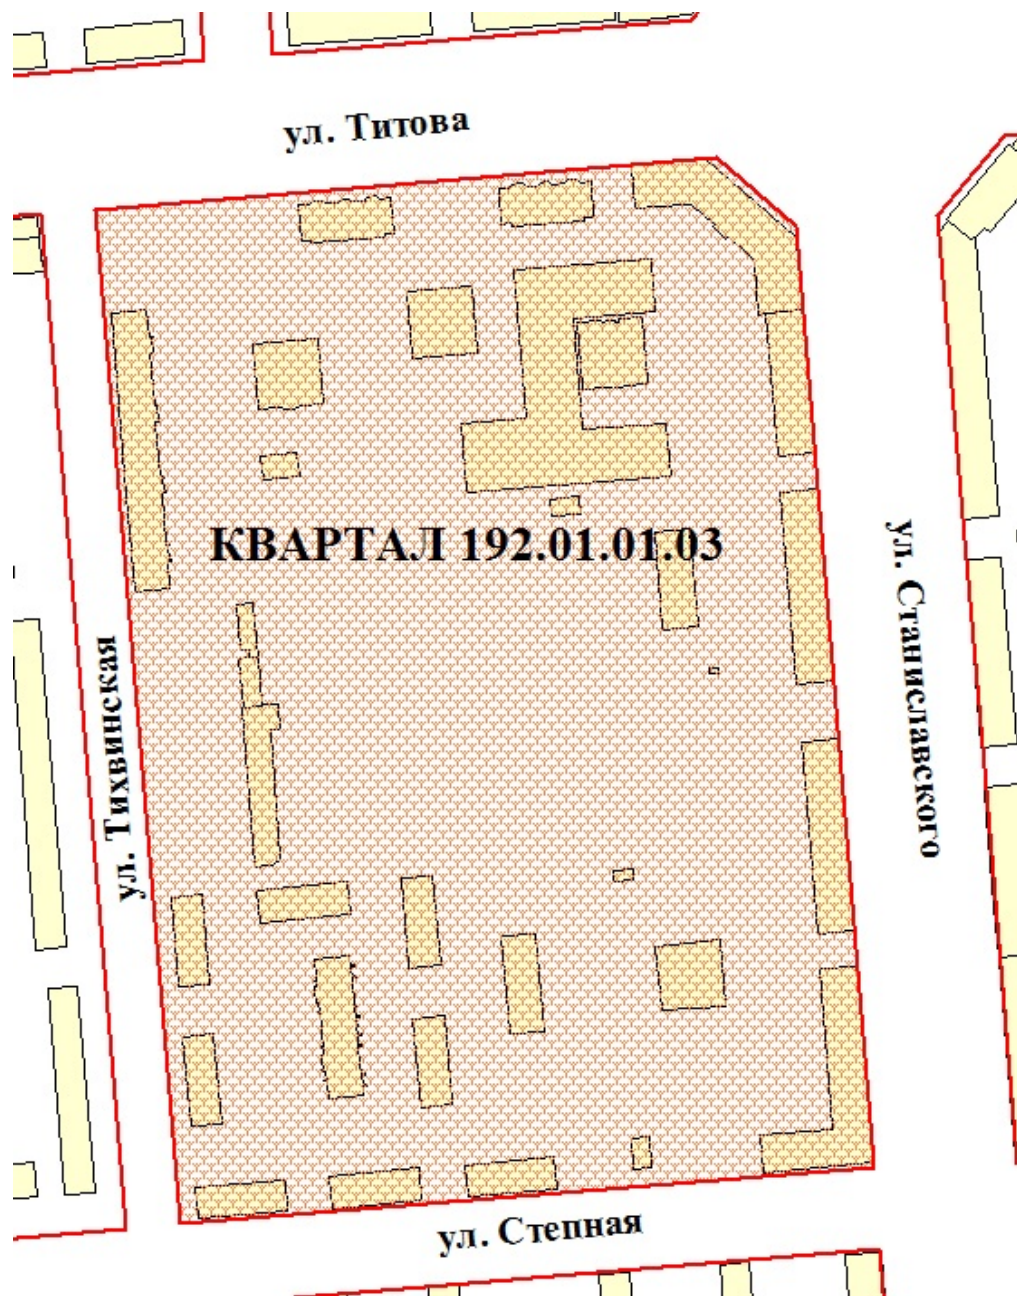 ул. Титова
КВАРТАЛ 192.01.01.03
ул. Станиславского
ул. Тихвинская
ул. Степная